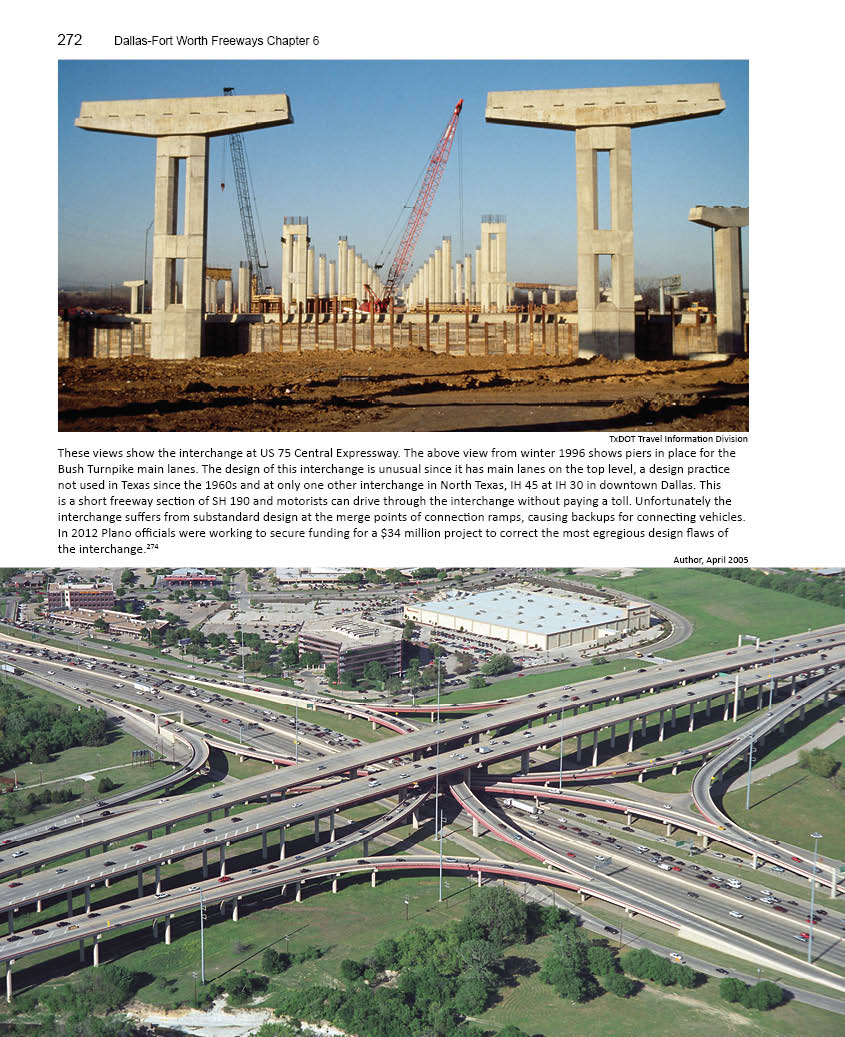 272 Dallas-Fort Worth Freeways Chapter 6
TxDOT Travel Information Division
These views show the interchange at US 75 Central Expressway. The above view from winter 1996 shows piers in place for the
Bush Turnpike main lanes. The design of this interchange is unusual since it has main lanes on the top level, a design practice
not used in Texas since the 1960s and at only one other interchange in North Texas, IH 45 at IH 30 in downtown Dallas. This
is a short freeway section of SH 190 and motorists can drive through the interchange without paying a toll. Unfortunately the
interchange suffers from substandard design at the merge points of connection ramps, causing backups for connecting vehicles.
In 2012 Plano officials were working to secure funding for a $34 million project to correct the most egregious design flaws of
the interchange.²⁷⁴
Author, April 2005